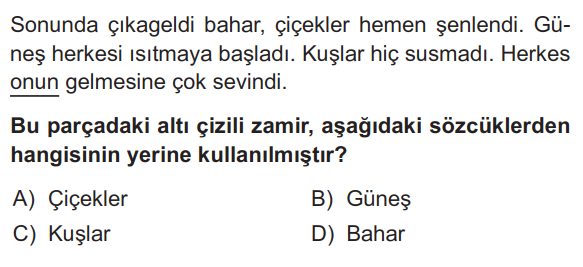 Sonunda çıkageldi bahar, çiçekler hemen şenlendi. Gü-
neş herkesi ısıtmaya başladı. Kuşlar hiç susmadı. Herkes
onun gelmesine çok sevindi.
Bu parçadaki altı çizili zamir, aşağıdaki sözcüklerden
hangisinin yerine kullanılmıştır?
A) Çiçekler B) Güneş
C) Kuşlar D) Bahar